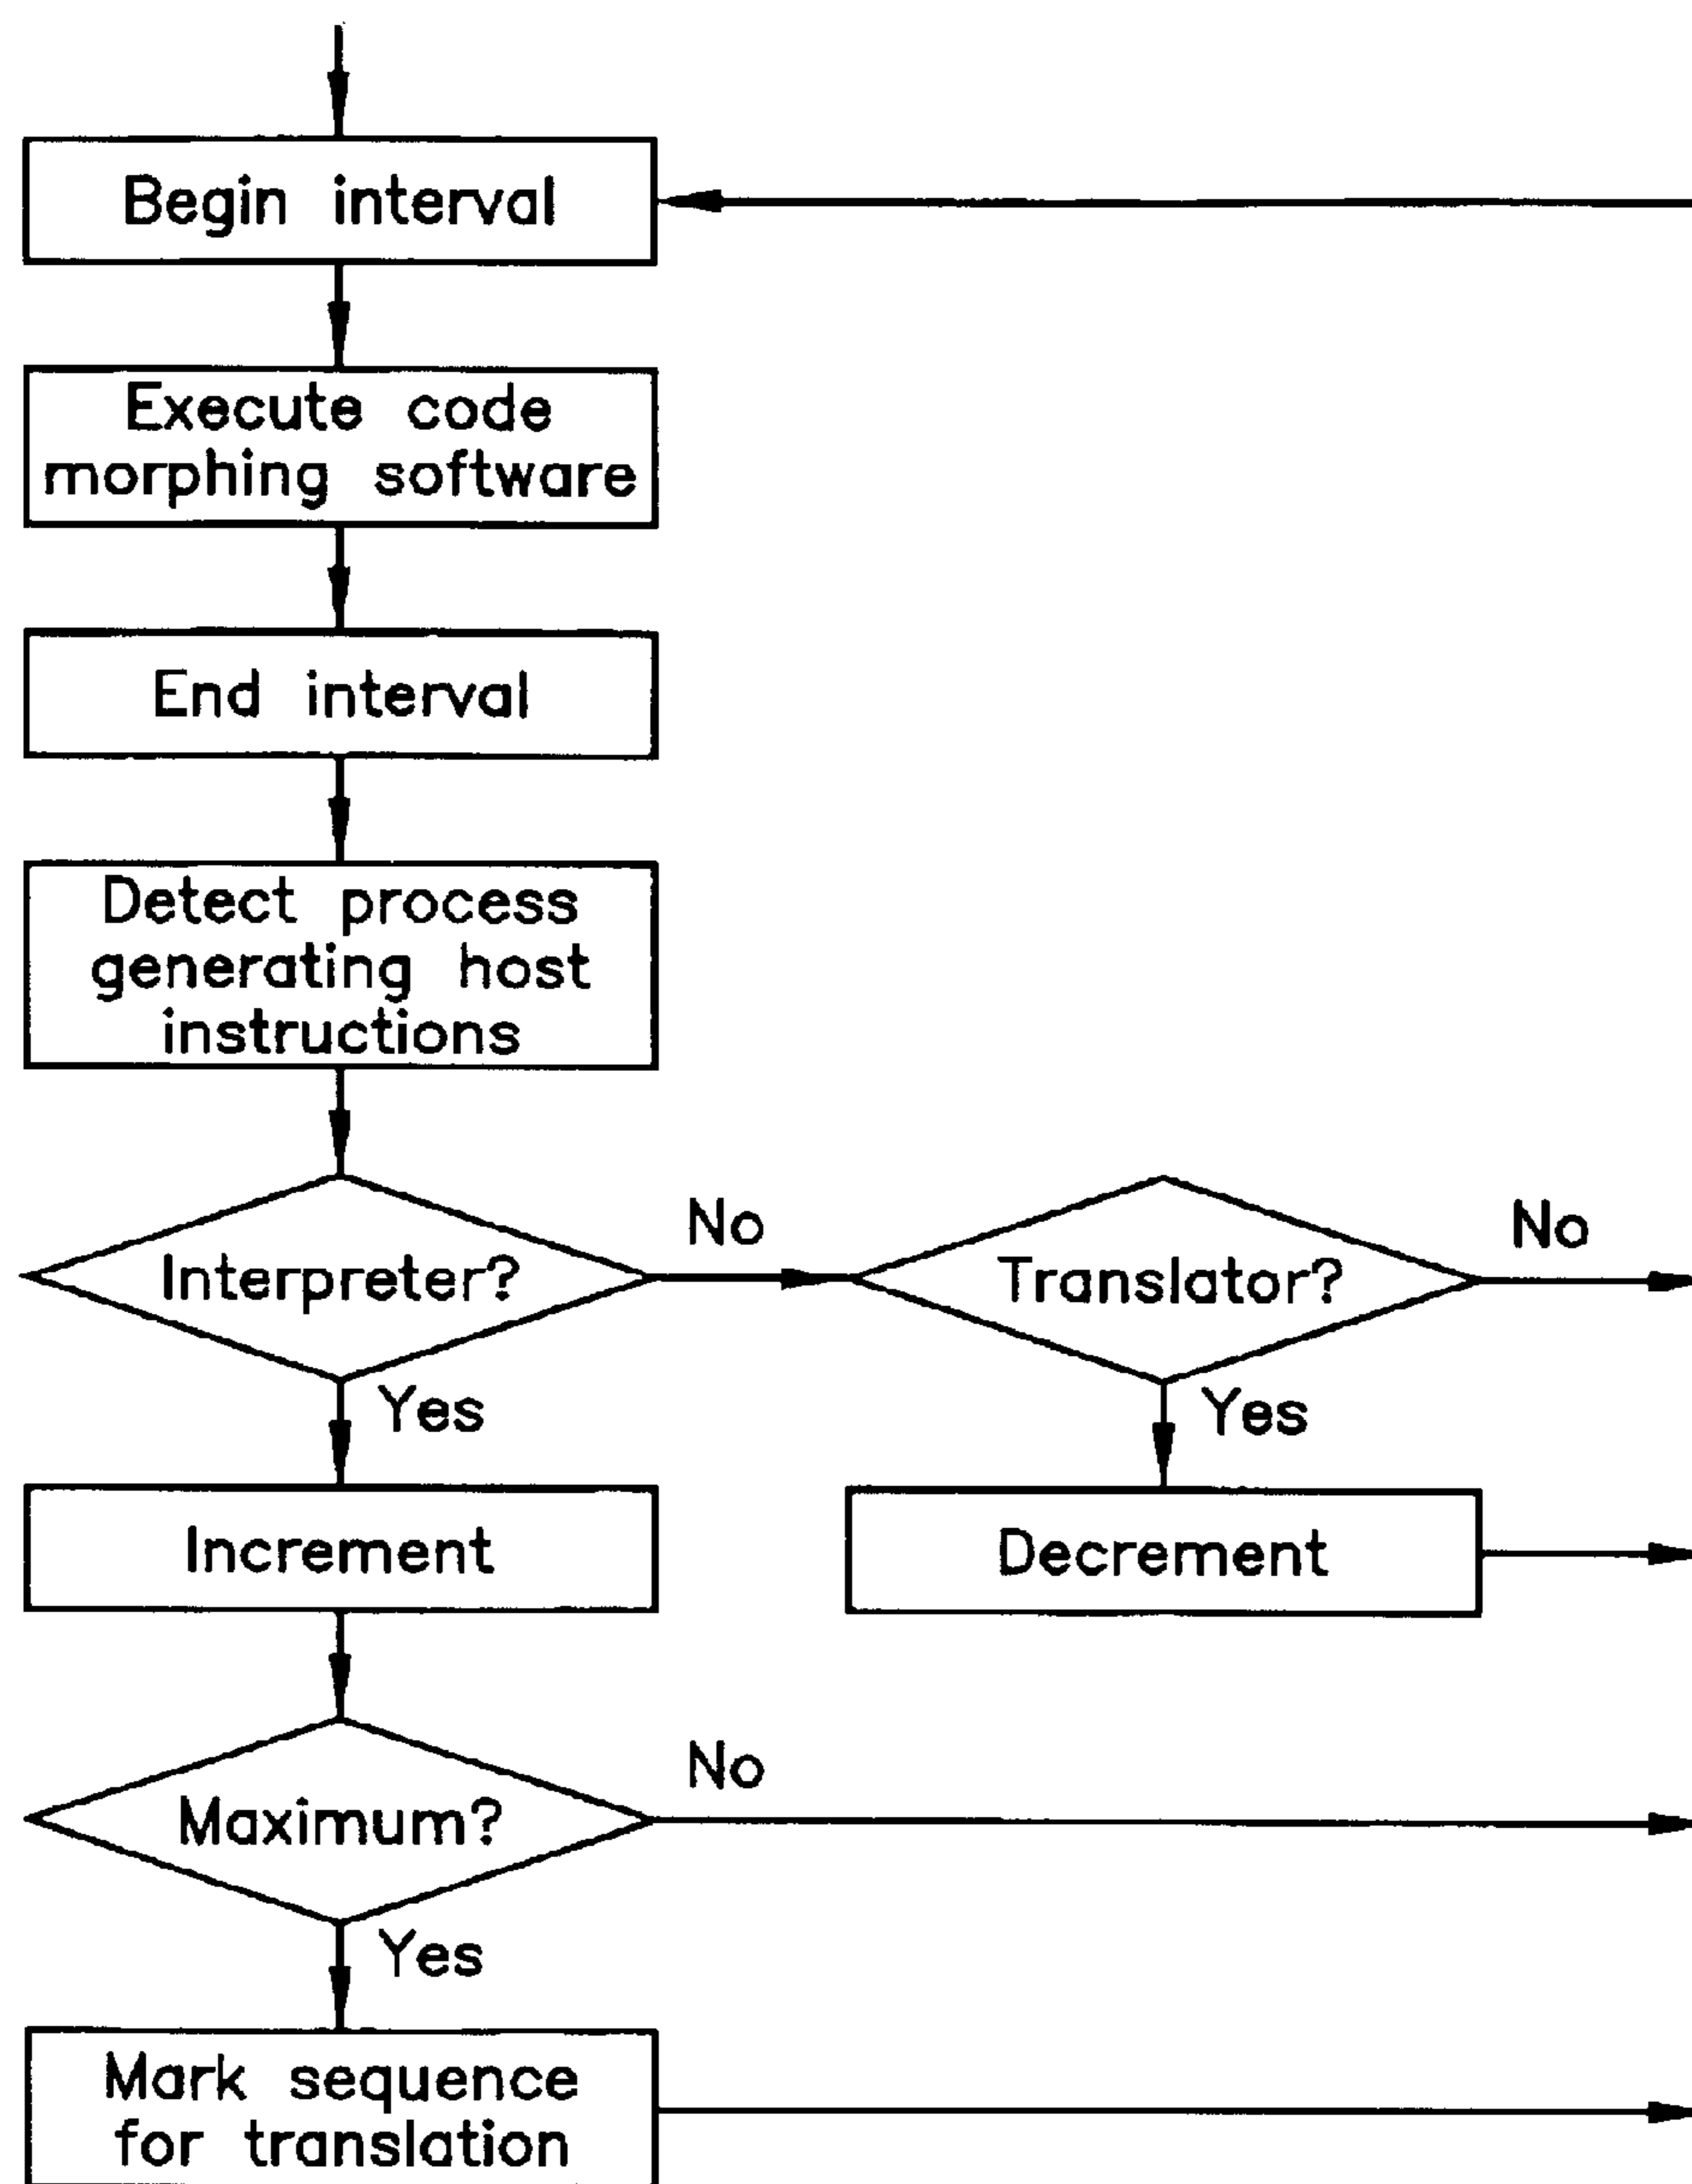 Begin interval
Execute code
morphing software
End interval
Detect process
generating host
instructions
Interpreter?
No
Translator?
No
Yes
Yes
Increment
Decrement
Maximum?
No
Yes
Mark sequence
for translation